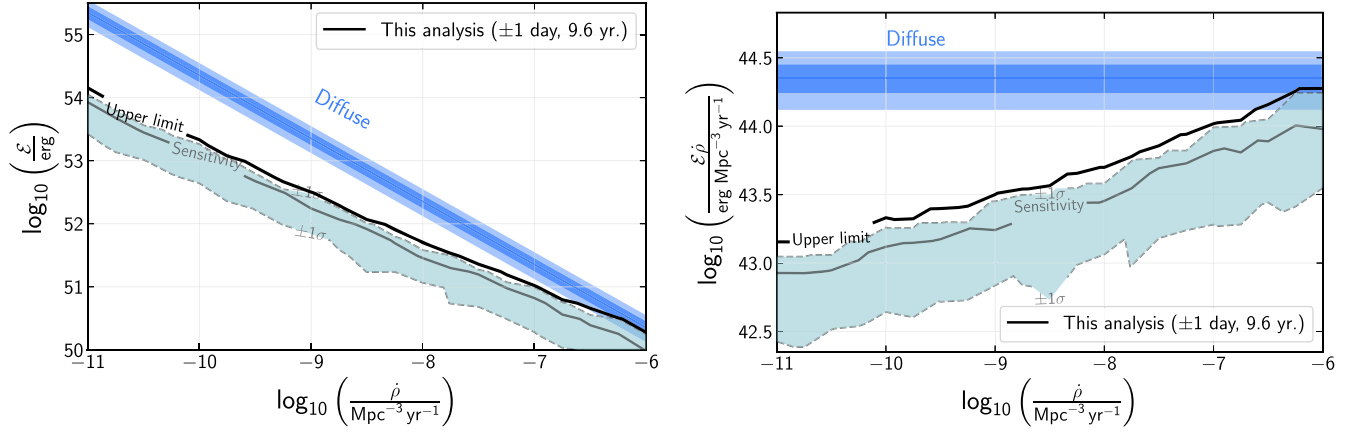 This analysis (±1 day, 9.6 yr.)
55
54
53
52
51
50
Upper limit
Sensitivity
Diffuse
±1σ
±1σ
log₁₀ (ℰ / erg)
−11 −10 −9 −8 −7 −6
log₁₀ (ρ̇ / Mpc⁻³ yr⁻¹)
Diffuse
44.5
44.0
43.5
43.0
42.5
Upper limit
±1σ
Sensitivity
±1σ
This analysis (±1 day, 9.6 yr.)
log₁₀ (ℰρ̇ / erg Mpc⁻³ yr⁻¹)
−11 −10 −9 −8 −7 −6
log₁₀ (ρ̇ / Mpc⁻³ yr⁻¹)